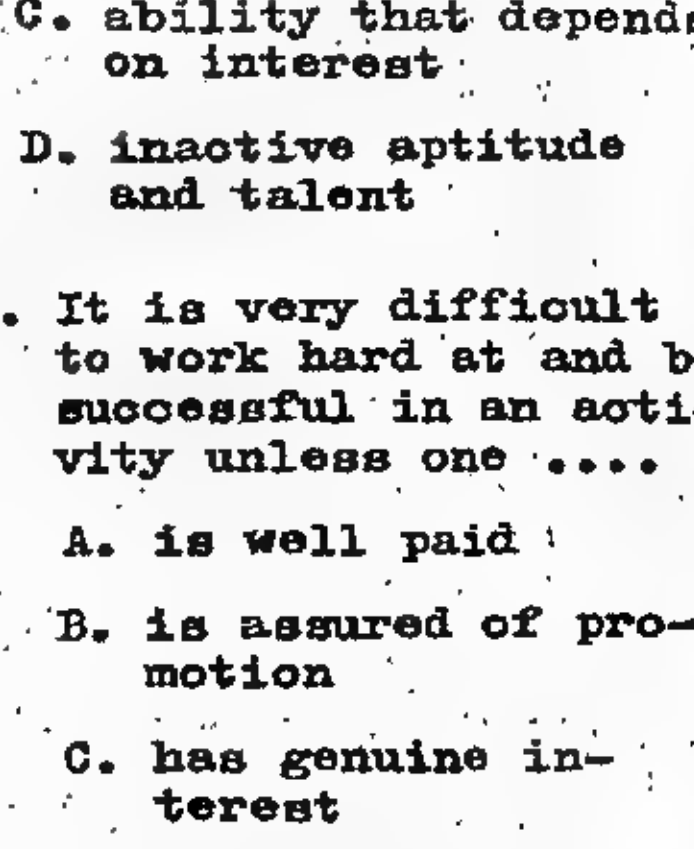 C. ability that depends
on interest
D. inactive aptitude
and talent
. It is very difficult
to work hard at and b
successful in an acti-
vity unless one ....
A. is well paid
B. is assured of pro-
motion
C. has genuine in-
terest